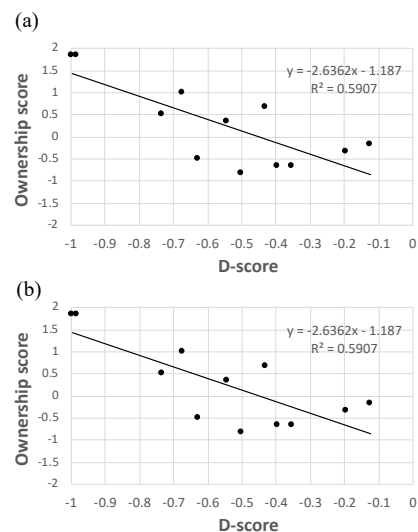 (a)
2
1.5
1
0.5
0
-0.5
-1
-1.5
-2
Ownership score
y = -2.6362x - 1.187
R² = 0.5907
-1 -0.9 -0.8 -0.7 -0.6 -0.5 -0.4 -0.3 -0.2 -0.1 0
D-score
(b)
2
1.5
1
0.5
0
-0.5
-1
-1.5
-2
Ownership score
y = -2.6362x - 1.187
R² = 0.5907
-1 -0.9 -0.8 -0.7 -0.6 -0.5 -0.4 -0.3 -0.2 -0.1 0
D-score